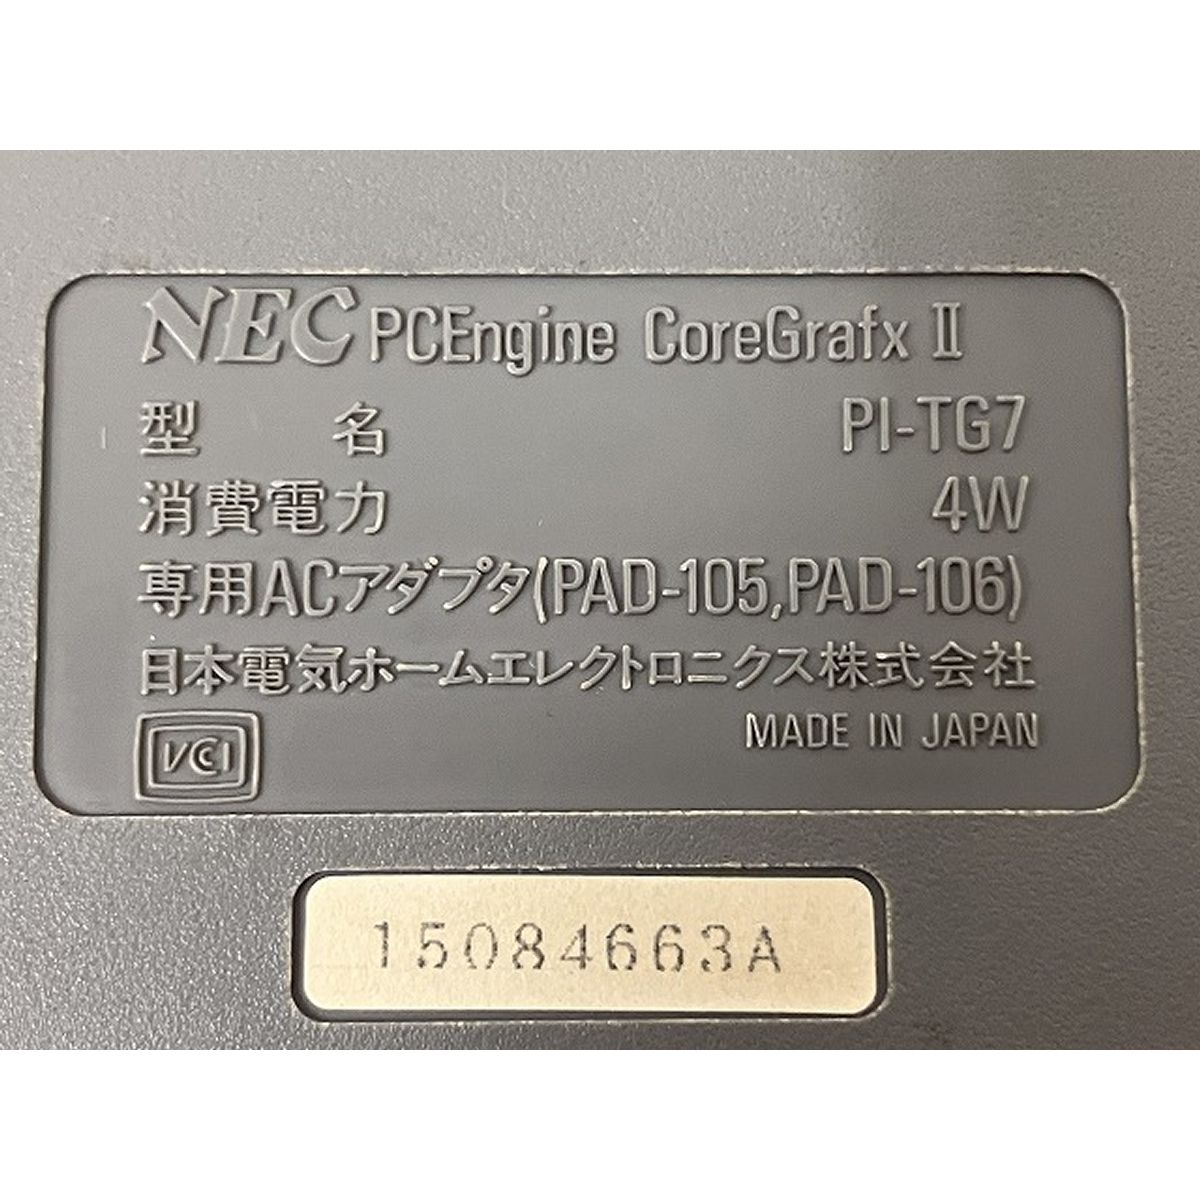 NEC PCEngine CoreGrafx II
型名 PI-TG7
消費電力 4W
専用ACアダプタ(PAD-105,PAD-106)
日本電気ホームエレクトロニクス株式会社
VCCI MADE IN JAPAN
15084663A